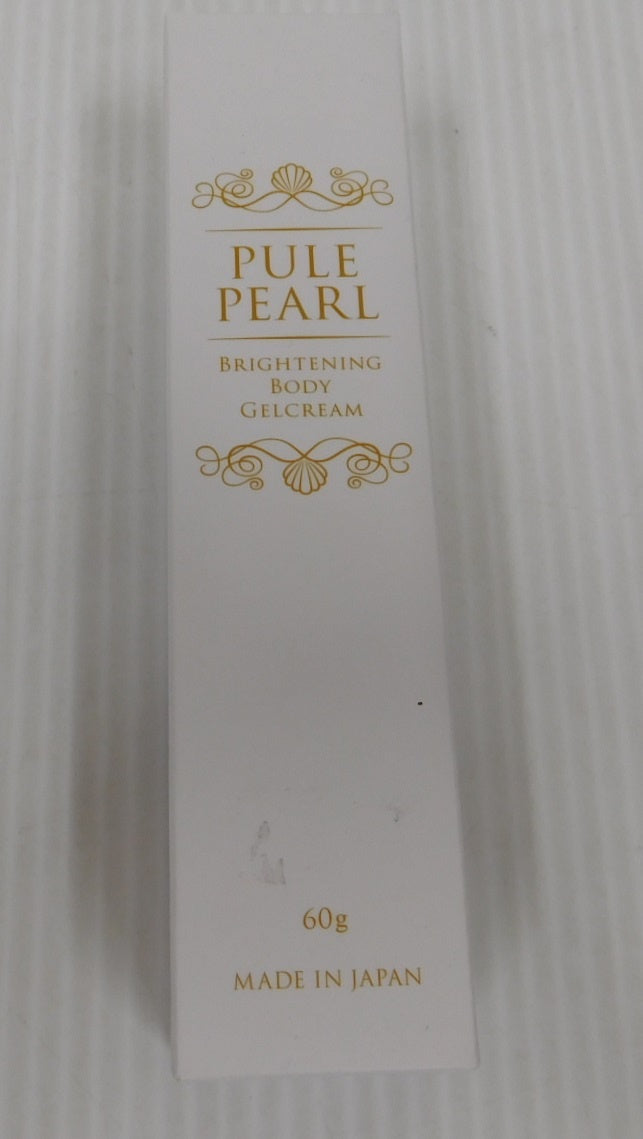 PULE
PEARL
BRIGHTENING
BODY
GELCREAM
60g
MADE IN JAPAN